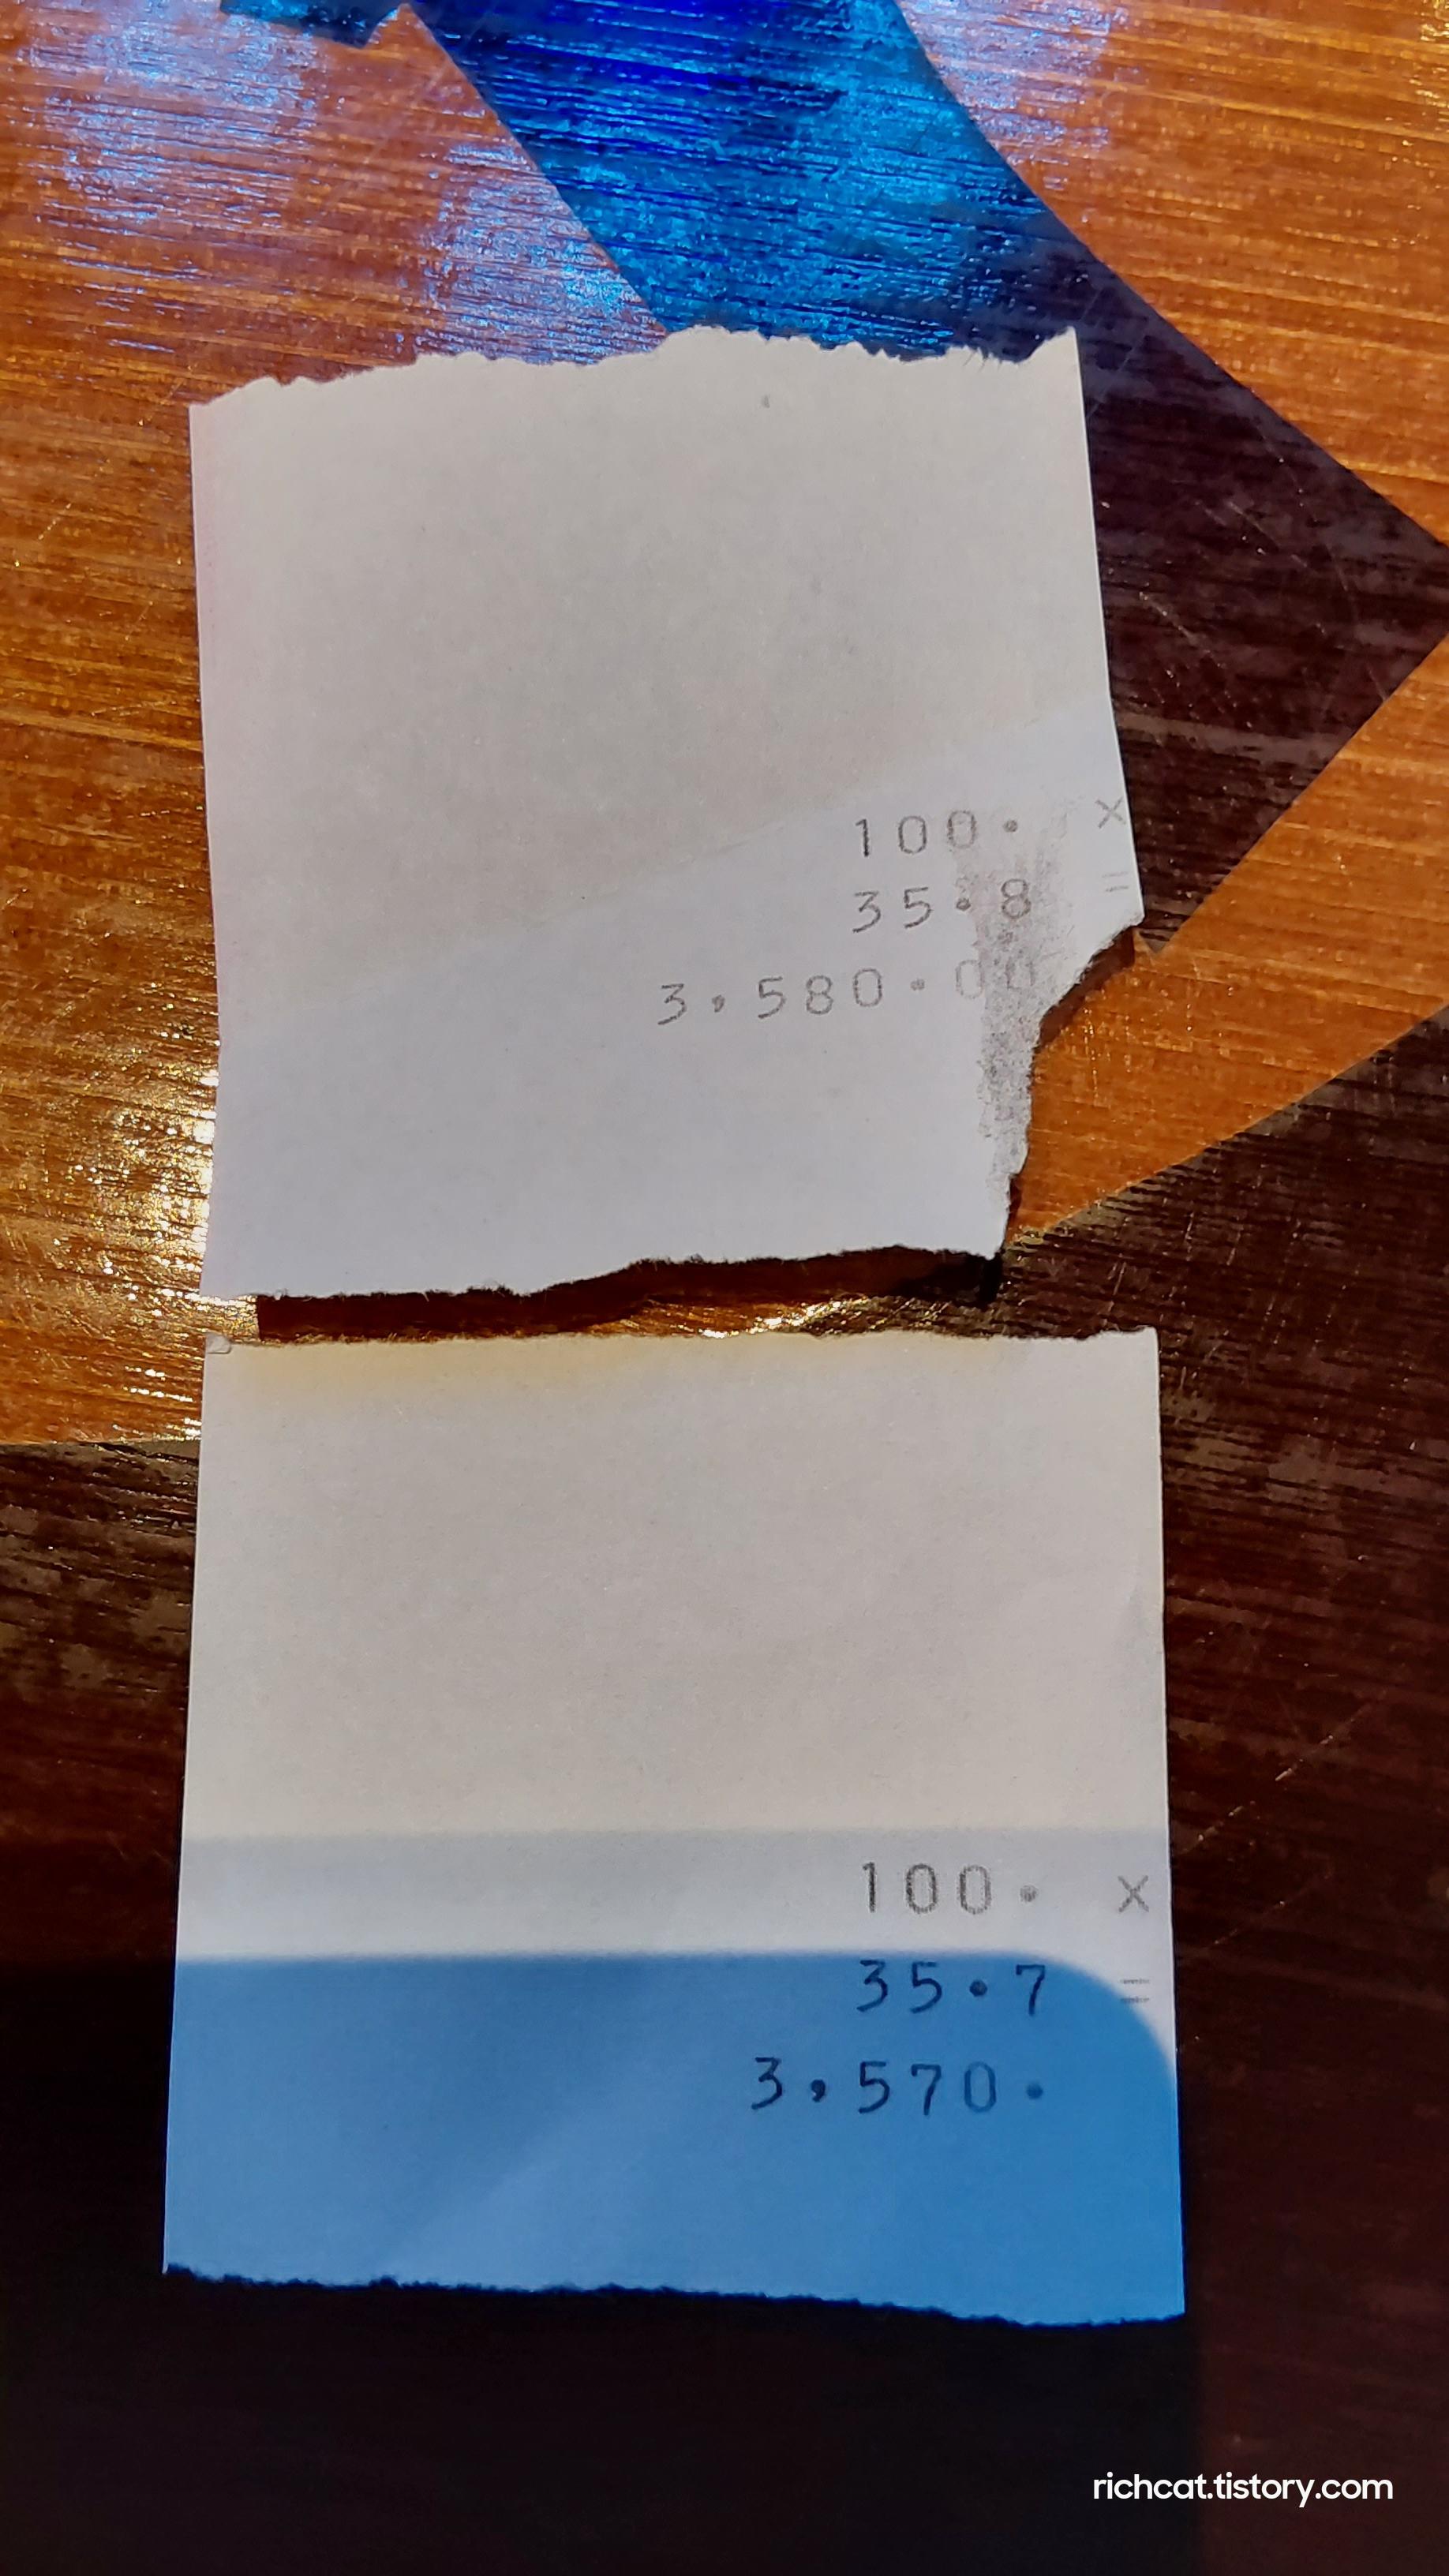 100. x
35.8 =
3,580.00
100. x
35.7 =
3,570.
richcat.tistory.com